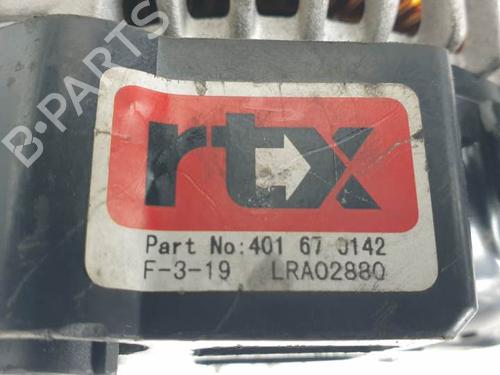 B-PARTS
rtx
Part No:401 67 0142
F-3-19 LRA02880